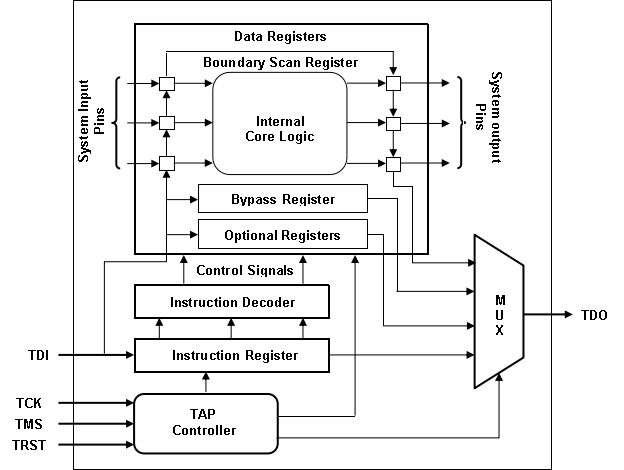 Data Registers
Boundary Scan Register
System Input
Pins
Internal
Core Logic
System output
Pins
Bypass Register
Optional Registers
Control Signals
Instruction Decoder
M
U
X
TDO
TDI
Instruction Register
TCK
TMS
TRST
TAP
Controller